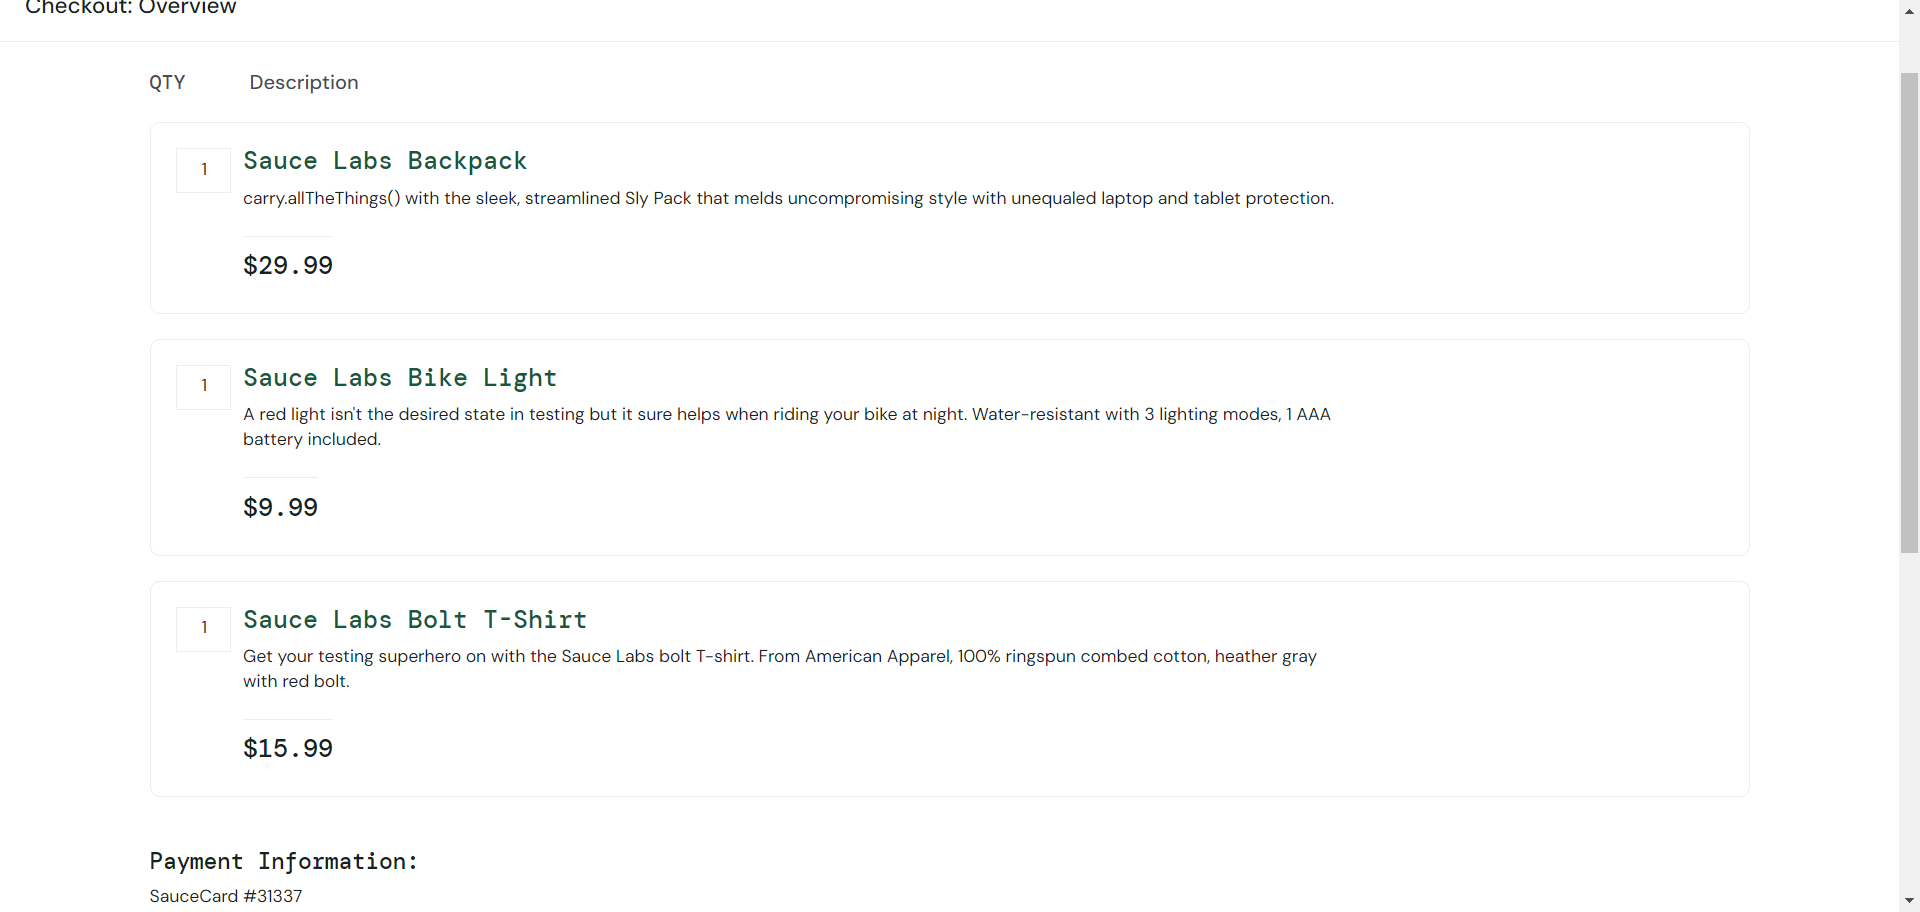 Checkout: Overview
QTY Description
1 Sauce Labs Backpack
carry.allTheThings() with the sleek, streamlined Sly Pack that melds uncompromising style with unequaled laptop and tablet protection.
$29.99
1 Sauce Labs Bike Light
A red light isn't the desired state in testing but it sure helps when riding your bike at night. Water-resistant with 3 lighting modes, 1 AAA
battery included.
$9.99
1 Sauce Labs Bolt T-Shirt
Get your testing superhero on with the Sauce Labs bolt T-shirt. From American Apparel, 100% ringspun combed cotton, heather gray
with red bolt.
$15.99
Payment Information:
SauceCard #31337